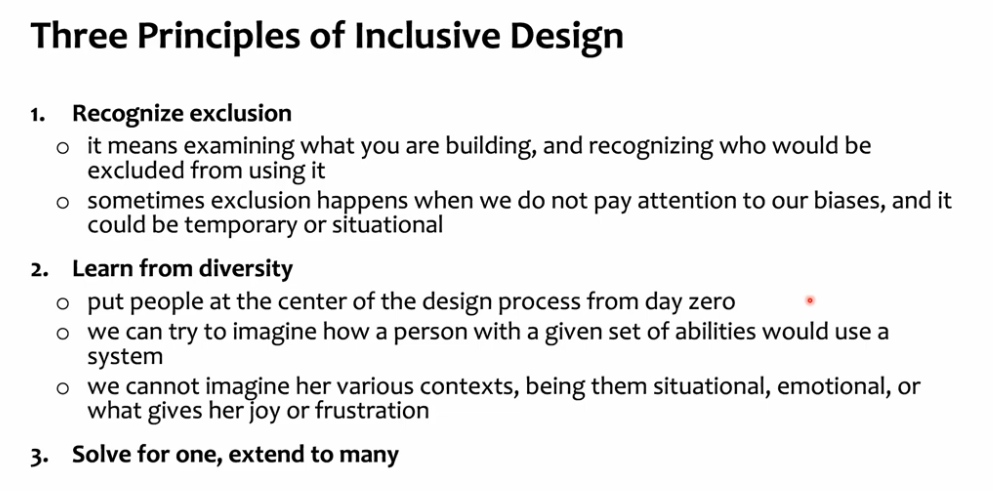 Three Principles of Inclusive Design
1. Recognize exclusion
○ it means examining what you are building, and recognizing who would be
excluded from using it
○ sometimes exclusion happens when we do not pay attention to our biases, and it
could be temporary or situational
2. Learn from diversity
○ put people at the center of the design process from day zero
○ we can try to imagine how a person with a given set of abilities would use a
system
○ we cannot imagine her various contexts, being them situational, emotional, or
what gives her joy or frustration
3. Solve for one, extend to many